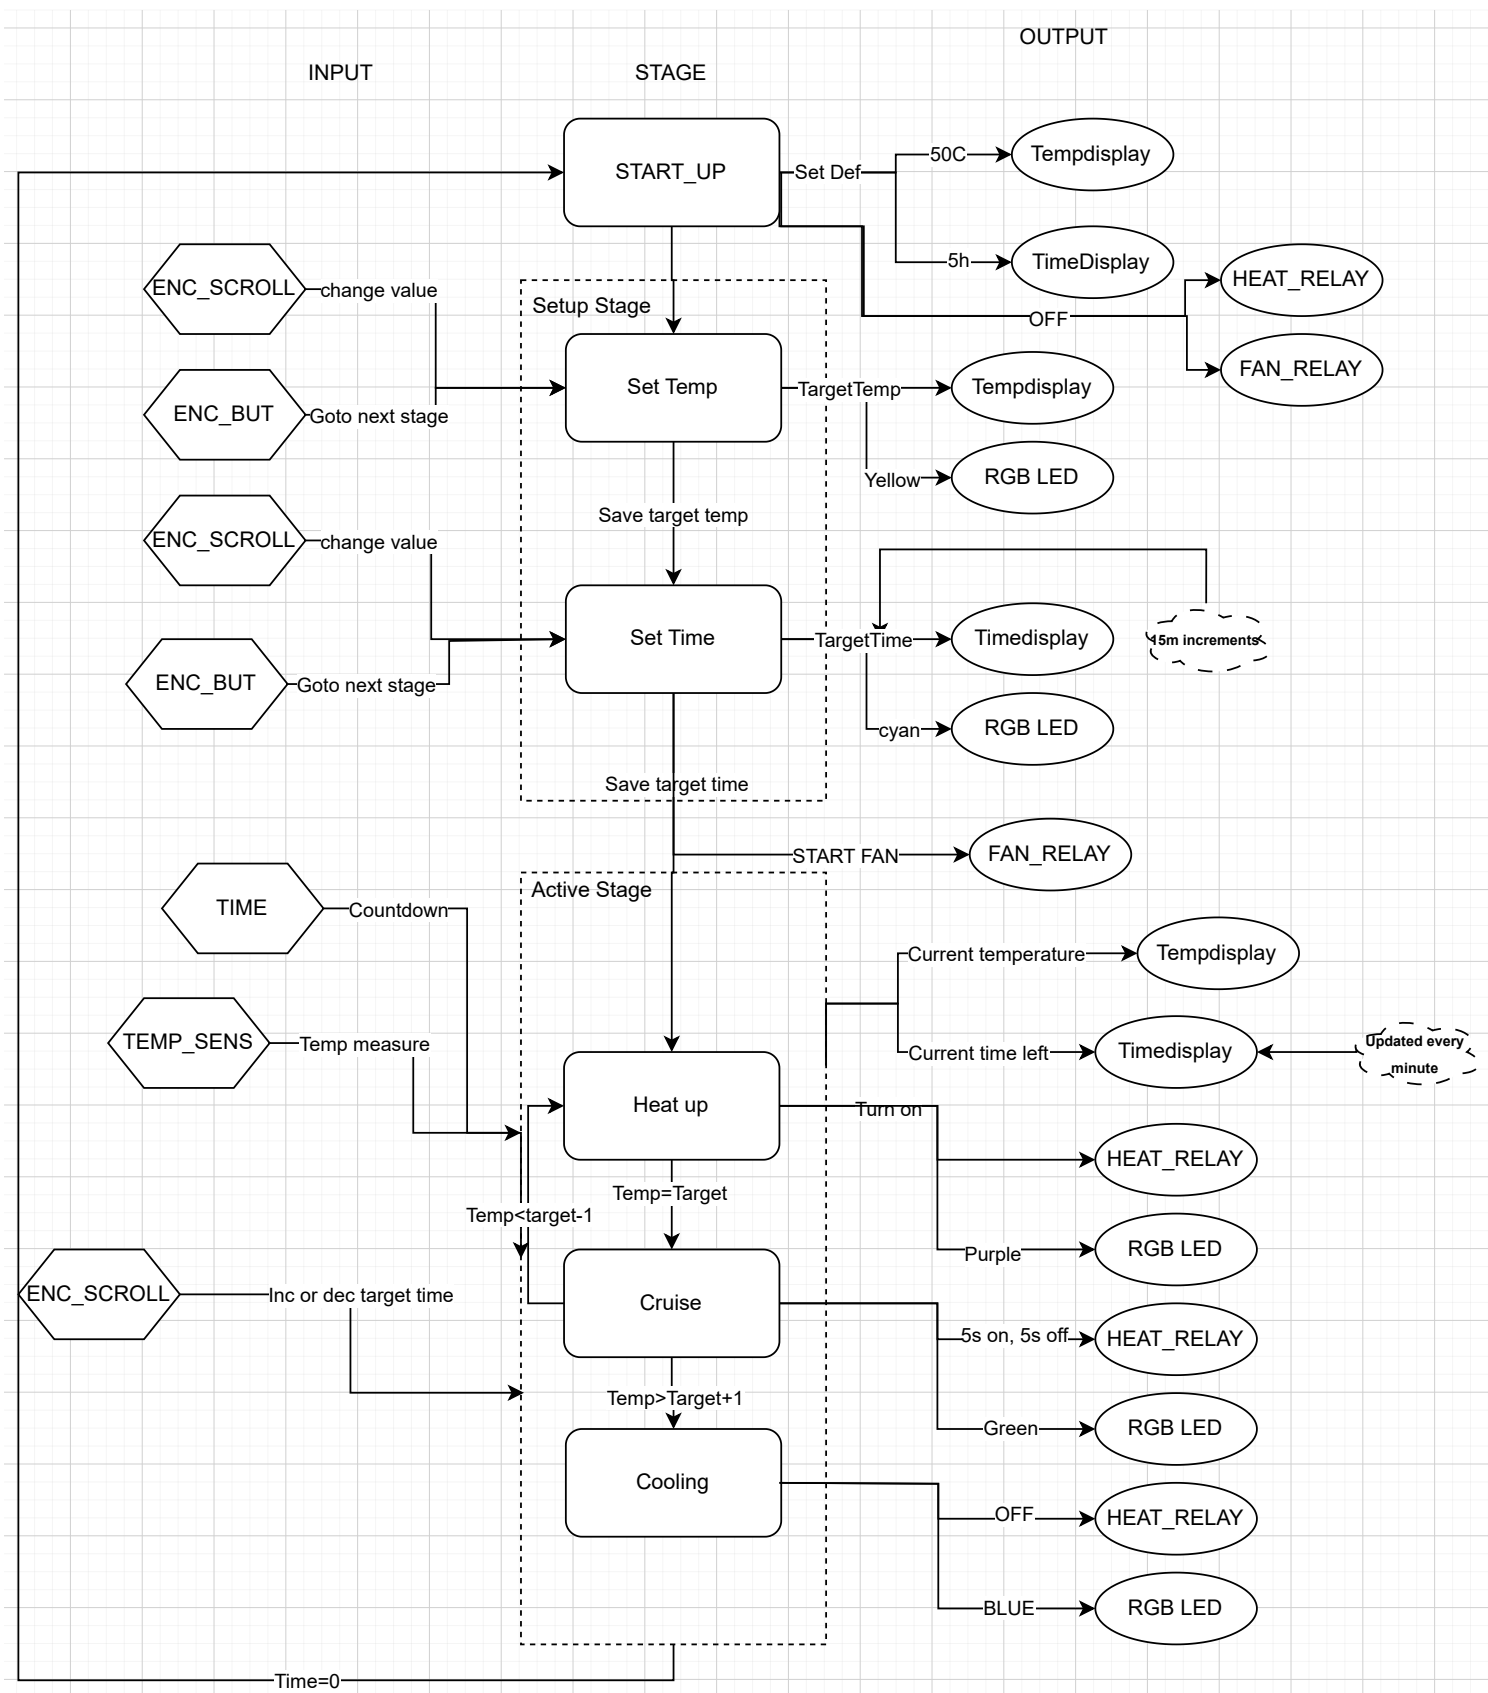 OUTPUT
INPUT
STAGE
START_UP
Set Def
50C
Tempdisplay
5h
TimeDisplay
HEAT_RELAY
OFF
FAN_RELAY
ENC_SCROLL
change value
Setup Stage
ENC_BUT
Goto next stage
Set Temp
TargetTemp
Tempdisplay
Yellow
RGB LED
Save target temp
ENC_SCROLL
change value
ENC_BUT
Goto next stage
Set Time
TargetTime
Timedisplay
15m increments
cyan
RGB LED
Save target time
START FAN
FAN_RELAY
Active Stage
TIME
Countdown
Current temperature
Tempdisplay
TEMP_SENS
Temp measure
Current time left
Timedisplay
Updated every
minute
Heat up
Turn on
HEAT_RELAY
Temp=Target
Temp<target-1
Purple
RGB LED
ENC_SCROLL
Inc or dec target time
Cruise
5s on, 5s off
HEAT_RELAY
Temp>Target+1
Green
RGB LED
Cooling
OFF
HEAT_RELAY
BLUE
RGB LED
Time=0